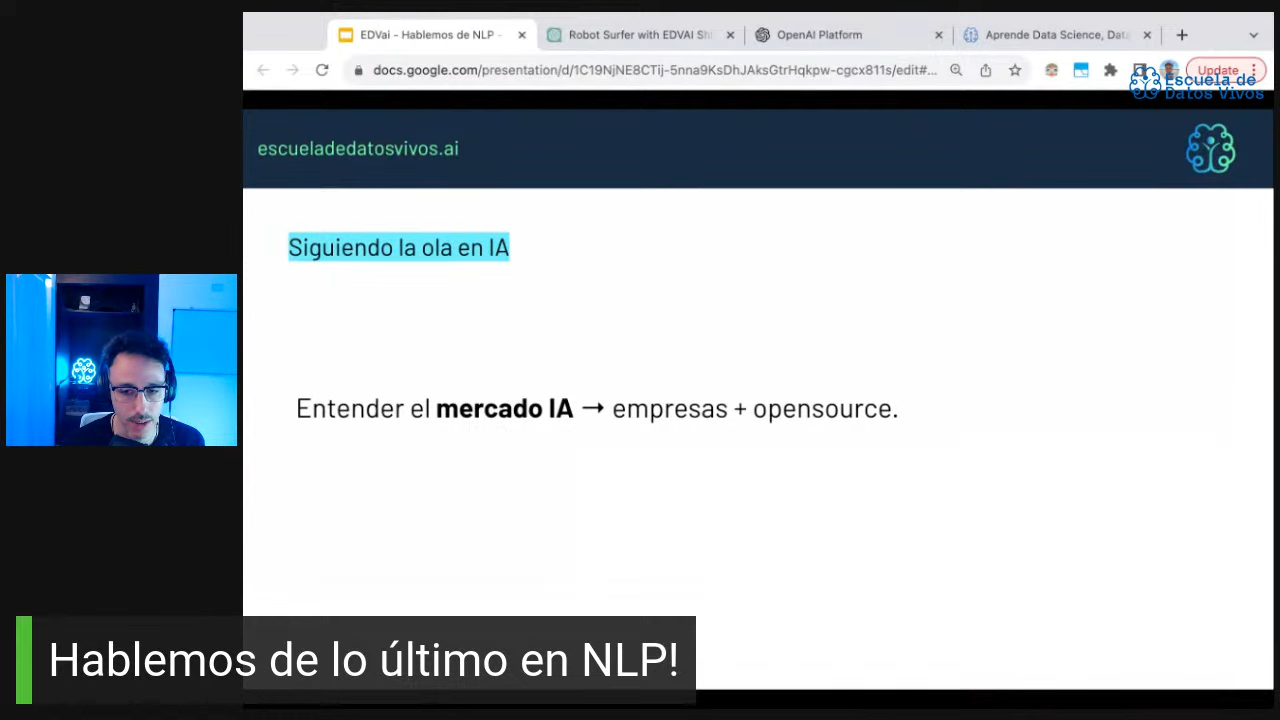 EDVai - Hablemos de NLP -
Robot Surfer with EDVAI Shi
OpenAI Platform
Aprende Data Science, Data
docs.google.com/presentation/d/1C19NjNE8CTij-5nna9KsDhJAksGtrHqkpw-cgcx811s/edit#...
Update
Escuela de
Datos Vivos
escueladedatosvivos.ai
Siguiendo la ola en IA
Entender el mercado IA → empresas + opensource.
Hablemos de lo último en NLP!